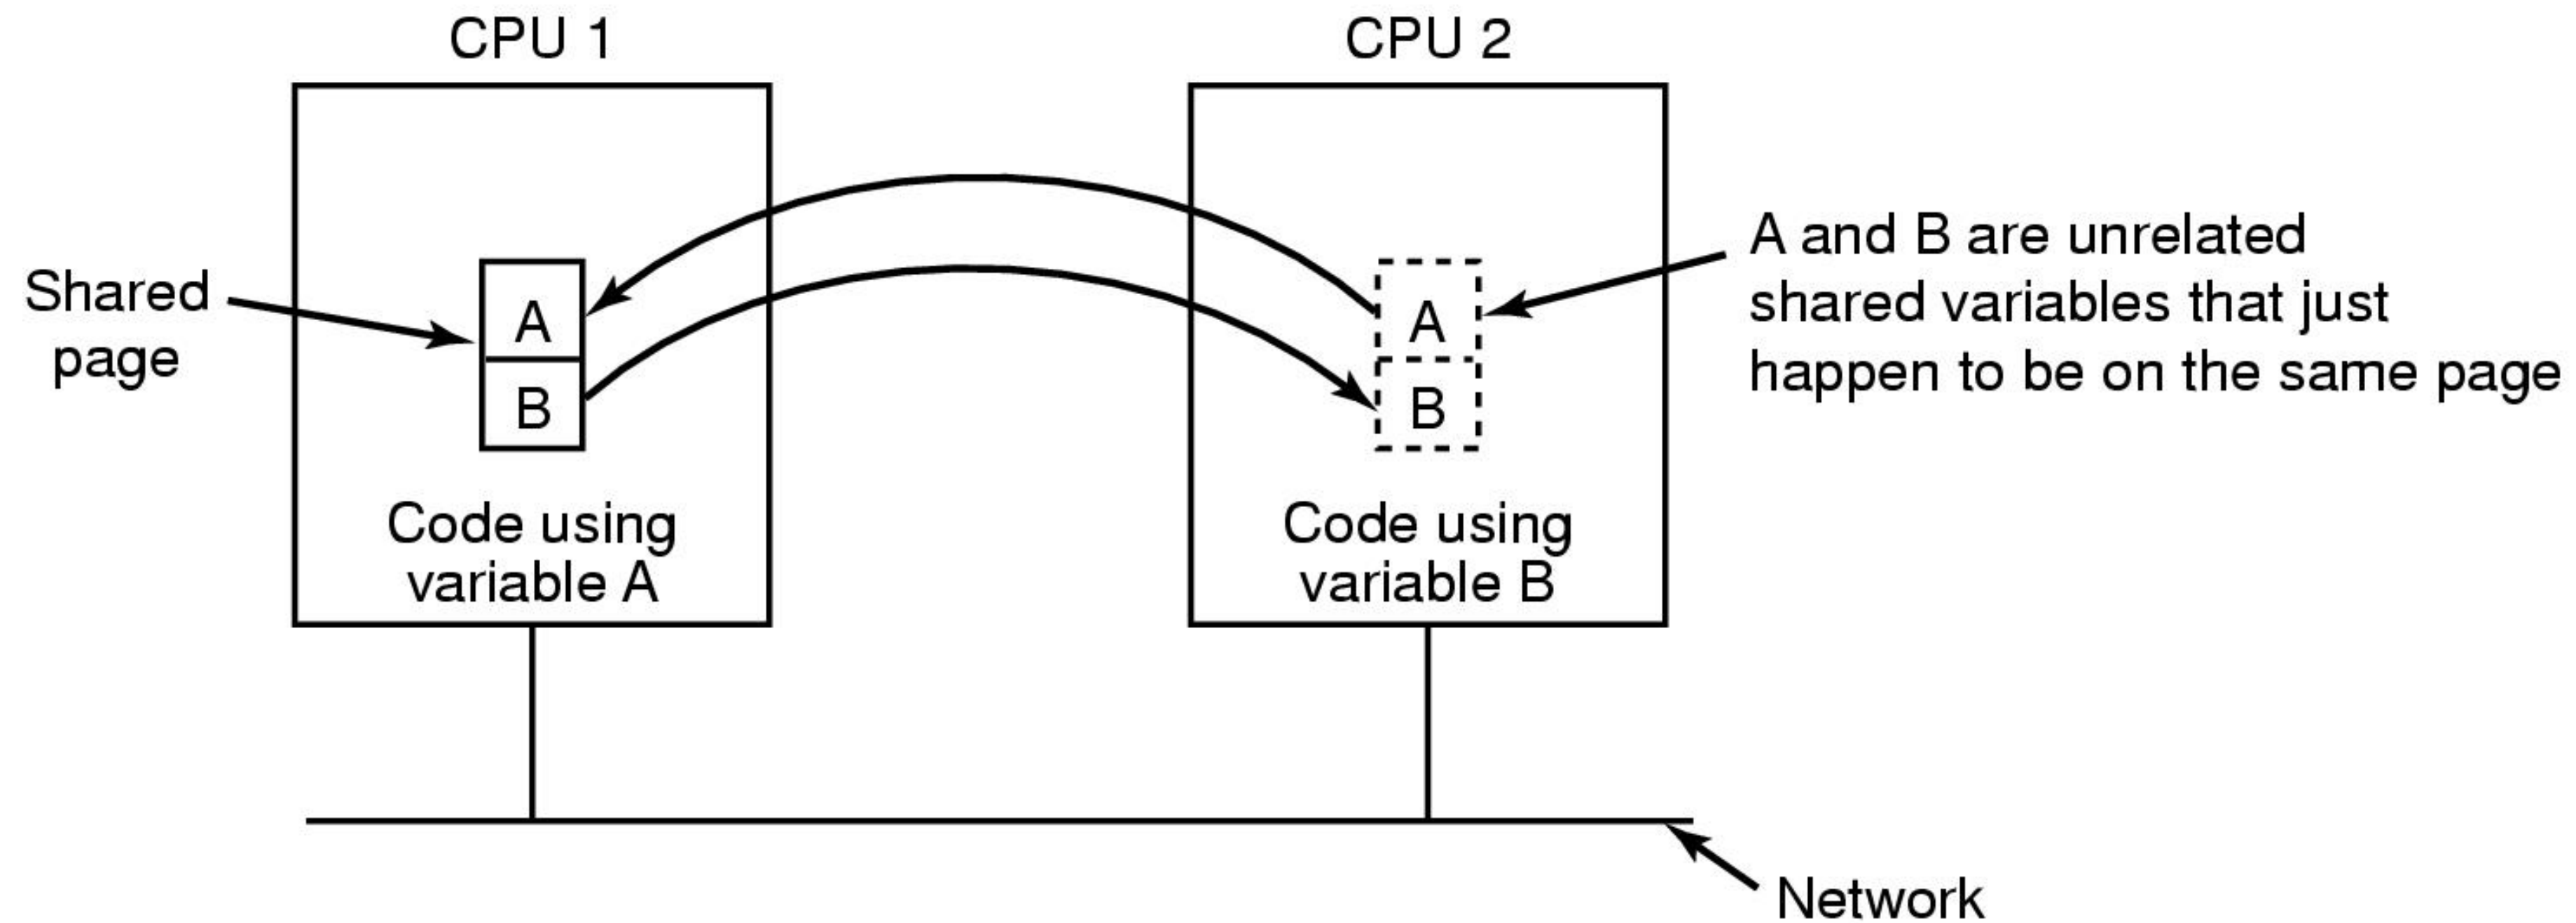 CPU 1
CPU 2
Shared
page
A
B
A
B
A and B are unrelated
shared variables that just
happen to be on the same page
Code using
variable A
Code using
variable B
Network